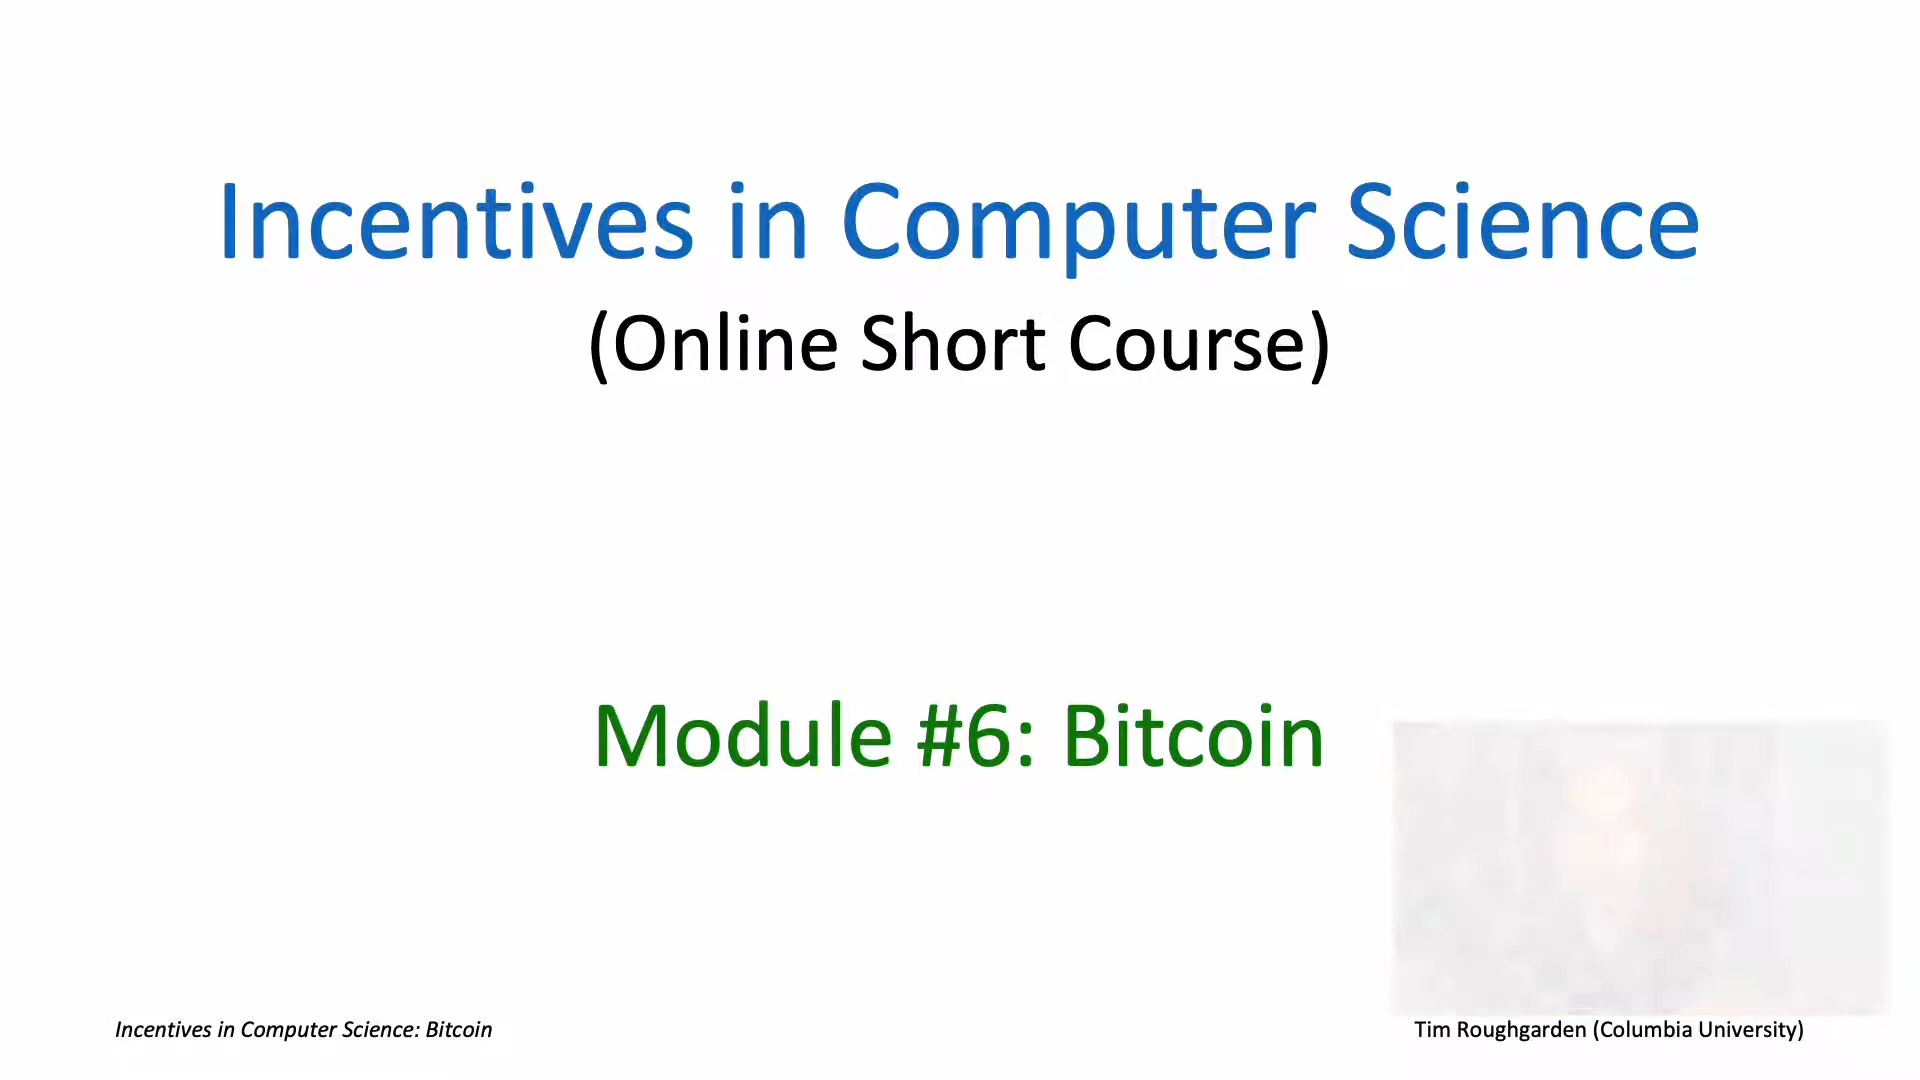 Incentives in Computer Science
(Online Short Course)
Module #6: Bitcoin
Incentives in Computer Science: Bitcoin
Tim Roughgarden (Columbia University)